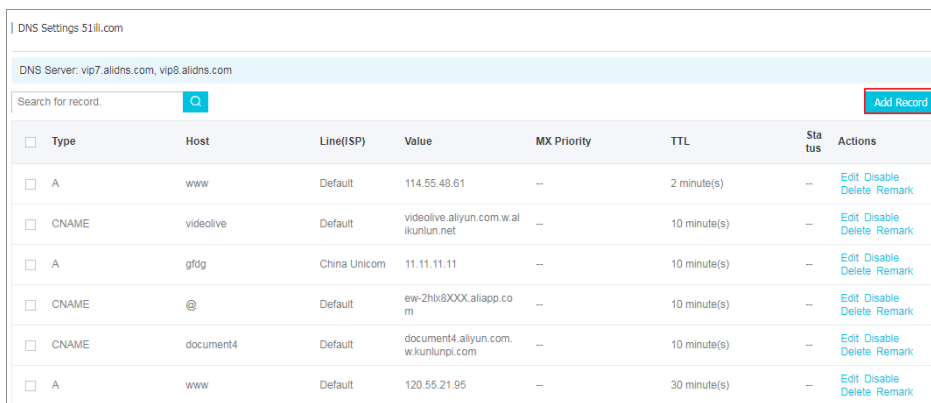 DNS Settings 51ili.com
DNS Server: vip7.alidns.com, vip8.alidns.com
Search for record.
Add Record
Type Host Line(ISP) Value MX Priority TTL Sta
tus Actions
A www Default 114.55.48.61 -- 2 minute(s) -- Edit Disable
Delete Remark
CNAME videolive Default videolive.aliyun.com.w.al
ikunlun.net -- 10 minute(s) -- Edit Disable
Delete Remark
A gfdg China Unicom 11.11.11.11 -- 10 minute(s) -- Edit Disable
Delete Remark
CNAME @ Default ew-2hlx8XXX.aliapp.co
m -- 10 minute(s) -- Edit Disable
Delete Remark
CNAME document4 Default document4.aliyun.com.
w.kunlunpi.com -- 10 minute(s) -- Edit Disable
Delete Remark
A www Default 120.55.21.95 -- 30 minute(s) -- Edit Disable
Delete Remark